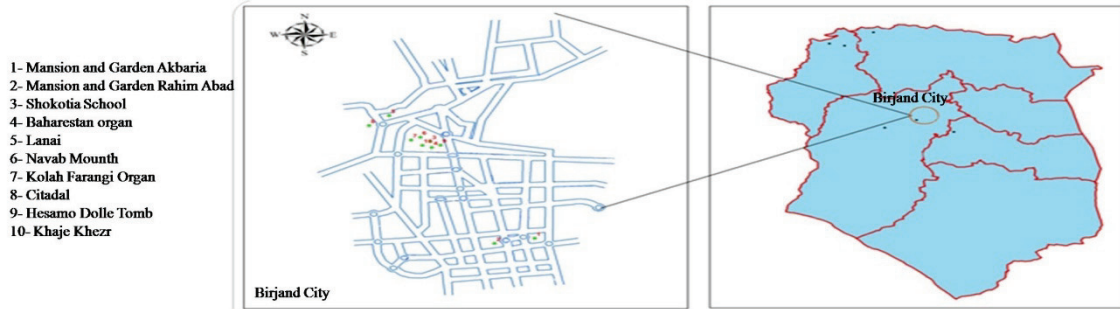 1- Mansion and Garden Akbaria
2- Mansion and Garden Rahim Abad
3- Shokotia School
4- Baharestan organ
5- Lanai
6- Navab Mounth
7- Kolah Farangi Organ
8- Citadal
9- Hesamo Dolle Tomb
10- Khaje Khezr
N
W E
S
Birjand City
Birjand City